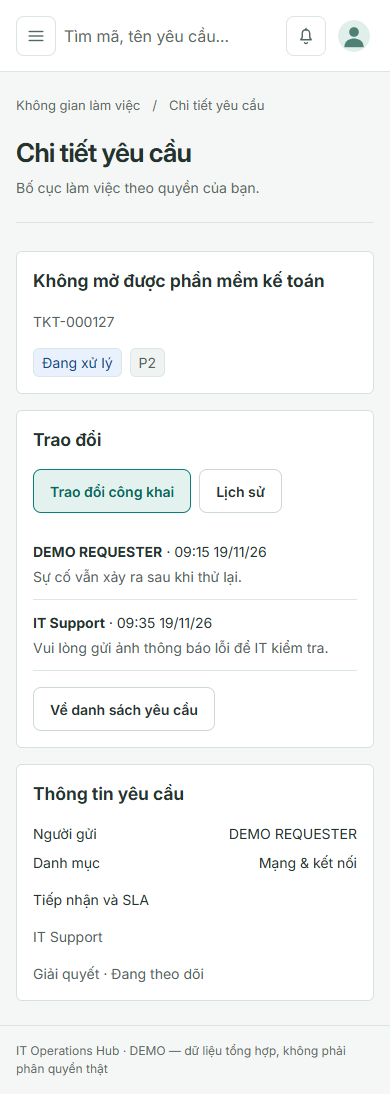 Tìm mã, tên yêu cầu...
Không gian làm việc / Chi tiết yêu cầu
Chi tiết yêu cầu
Bố cục làm việc theo quyền của bạn.
Không mở được phần mềm kế toán
TKT-000127
Đang xử lý P2
Trao đổi
Trao đổi công khai Lịch sử
DEMO REQUESTER · 09:15 19/11/26
Sự cố vẫn xảy ra sau khi thử lại.
IT Support · 09:35 19/11/26
Vui lòng gửi ảnh thông báo lỗi để IT kiểm tra.
Về danh sách yêu cầu
Thông tin yêu cầu
Người gửi DEMO REQUESTER
Danh mục Mạng & kết nối
Tiếp nhận và SLA
IT Support
Giải quyết · Đang theo dõi
IT Operations Hub · DEMO — dữ liệu tổng hợp, không phải
phân quyền thật